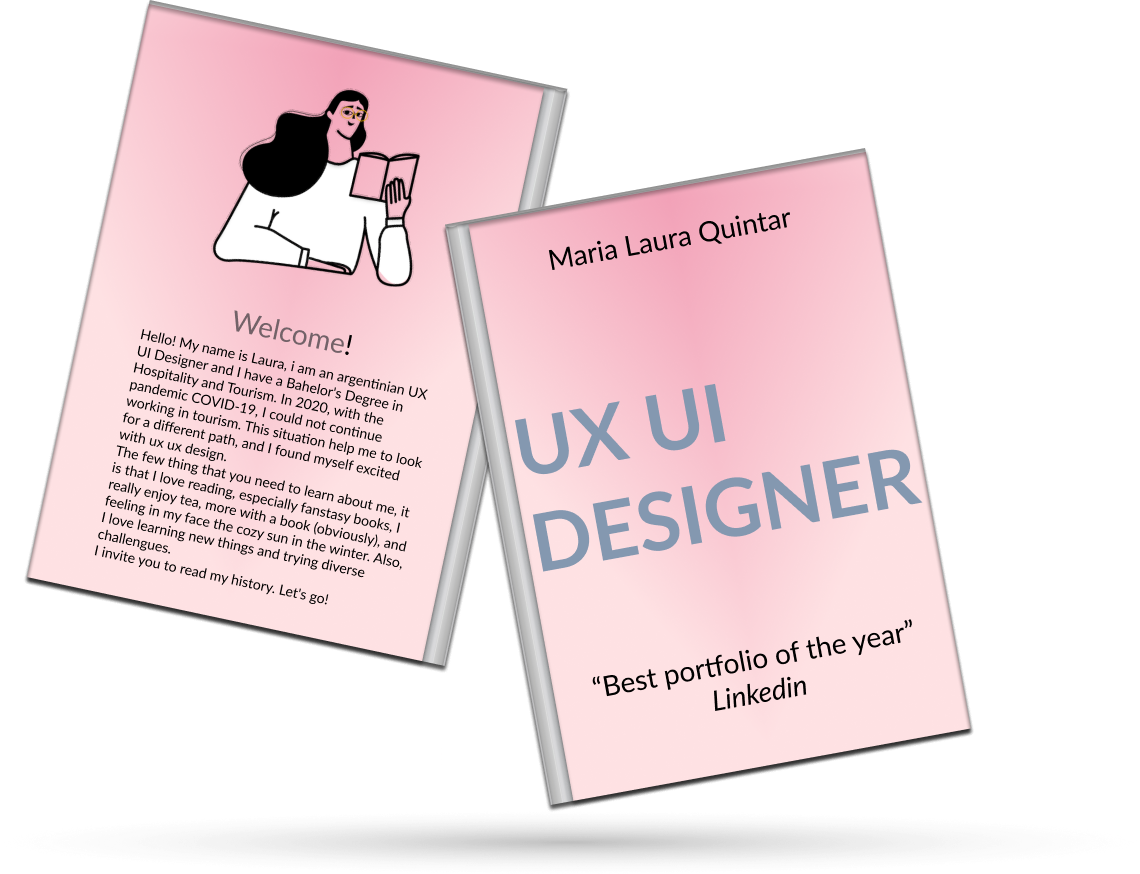 Welcome!
Hello! My name is Laura, i am an argentinian UX
UI Designer and I have a Bahelor's Degree in
Hospitality and Tourism. In 2020, with the
pandemic COVID-19, I could not continue
working in tourism. This situation help me to look
for a different path, and I found myself excited
with ux ux design.
The few thing that you need to learn about me, it
is that I love reading, especially fanstasy books, I
really enjoy tea, more with a book (obviously), and
feeling in my face the cozy sun in the winter. Also,
I love learning new things and trying diverse
challenges.
I invite you to read my history. Let's go!
Maria Laura Quintar
UX UI
DESIGNER
“Best portfolio of the year”
Linkedin